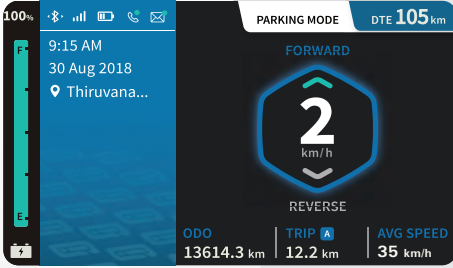 100%
F
E
9:15 AM
30 Aug 2018
Thiruvana...
PARKING MODE
DTE 105 km
FORWARD
2
km/h
REVERSE
ODO
13614.3 km
TRIP A
12.2 km
AVG SPEED
35 km/h